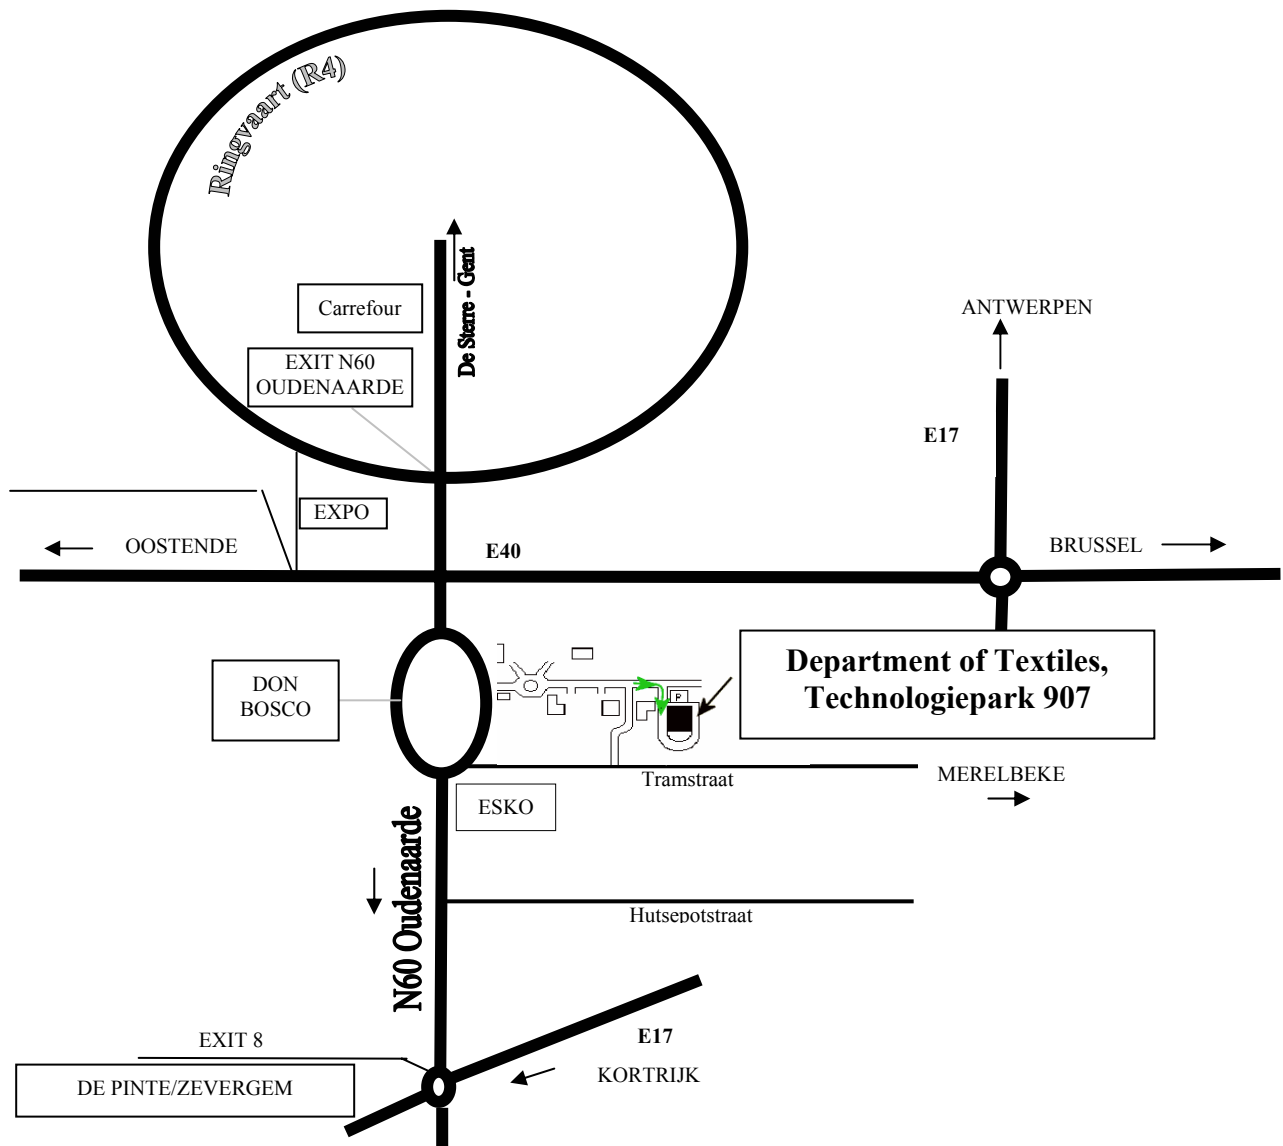 Ringvaart (R4)
De Sterre - Gent
Carrefour
ANTWERPEN
EXIT N60
OUDENAARDE
E17
EXPO
OOSTENDE
E40
BRUSSEL
Department of Textiles,
Technologiepark 907
DON
BOSCO
P
Tramstraat
MERELBEKE
ESKO
N60 Oudenaarde
Hutsepotstraat
EXIT 8
E17
DE PINTE/ZEVERGEM
KORTRIJK